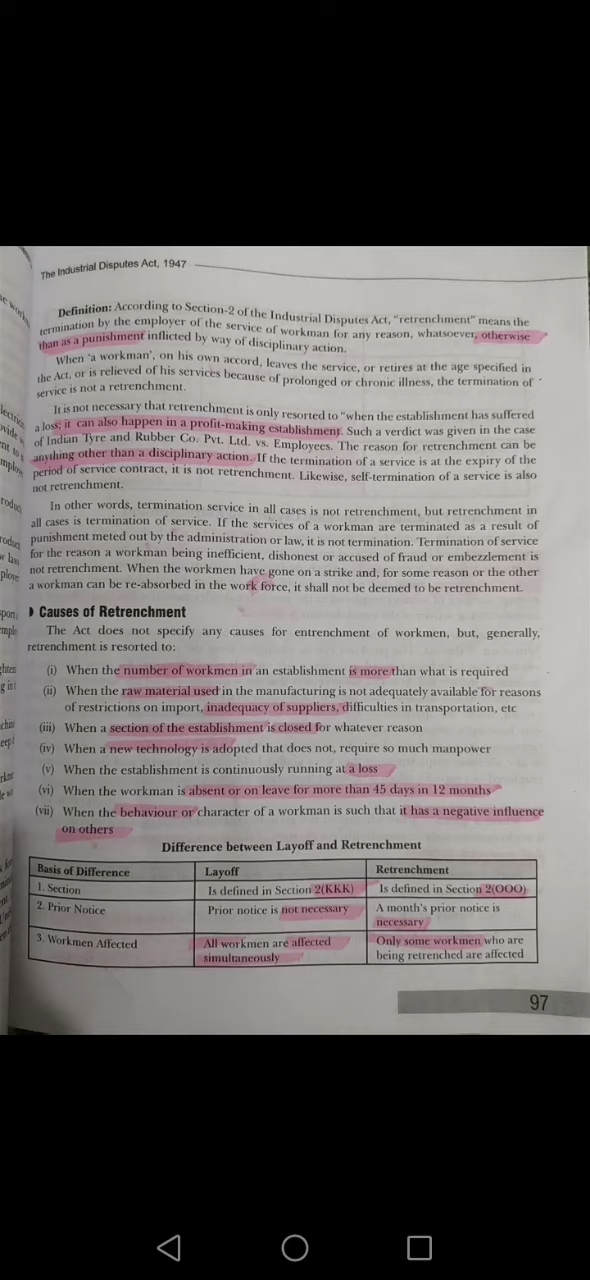 The Industrial Disputes Act, 1947
Definition: According to Section-2 of the Industrial Disputes Act, "retrenchment" means the
termination by the employer of the service of workman for any reason, whatsoever, otherwise
than as a punishment inflicted by way of disciplinary action.
When 'a workman', on his own accord, leaves the service, or retires at the age specified in
the Act, or is relieved of his services because of prolonged or chronic illness, the termination of
service is not a retrenchment.
It is not necessary that retrenchment is only resorted to "when the establishment has suffered
a loss; it can also happen in a profit-making establishment. Such a verdict was given in the case
of Indian Tyre and Rubber Co. Pvt. Ltd. vs. Employees. The reason for retrenchment can be
anything other than a disciplinary action. If the termination of a service is at the expiry of the
period of service contract, it is not retrenchment. Likewise, self-termination of a service is also
not retrenchment.
In other words, termination service in all cases is not retrenchment, but retrenchment in
all cases is termination of service. If the services of a workman are terminated as a result of
punishment meted out by the administration or law, it is not termination. Termination of service
for the reason a workman being inefficient, dishonest or accused of fraud or embezzlement is
not retrenchment. When the workmen have gone on a strike and, for some reason or the other
a workman can be re-absorbed in the work force, it shall not be deemed to be retrenchment.
Causes of Retrenchment
The Act does not specify any causes for entrenchment of workmen, but, generally,
retrenchment is resorted to:
(i) When the number of workmen in an establishment is more than what is required
(ii) When the raw material used in the manufacturing is not adequately available for reasons
of restrictions on import, inadequacy of suppliers, difficulties in transportation, etc
(iii) When a section of the establishment is closed for whatever reason
(iv) When a new technology is adopted that does not, require so much manpower
(v) When the establishment is continuously running at a loss
(vi) When the workman is absent or on leave for more than 45 days in 12 months
(vii) When the behaviour or character of a workman is such that it has a negative influence
on others
Difference between Layoff and Retrenchment
Basis of Difference Layoff Retrenchment
1. Section Is defined in Section 2(KKK) Is defined in Section 2(OOO)
2. Prior Notice Prior notice is not necessary A month's prior notice is
necessary
3. Workmen Affected All workmen are affected Only some workmen who are
simultaneously being retrenched are affected
97